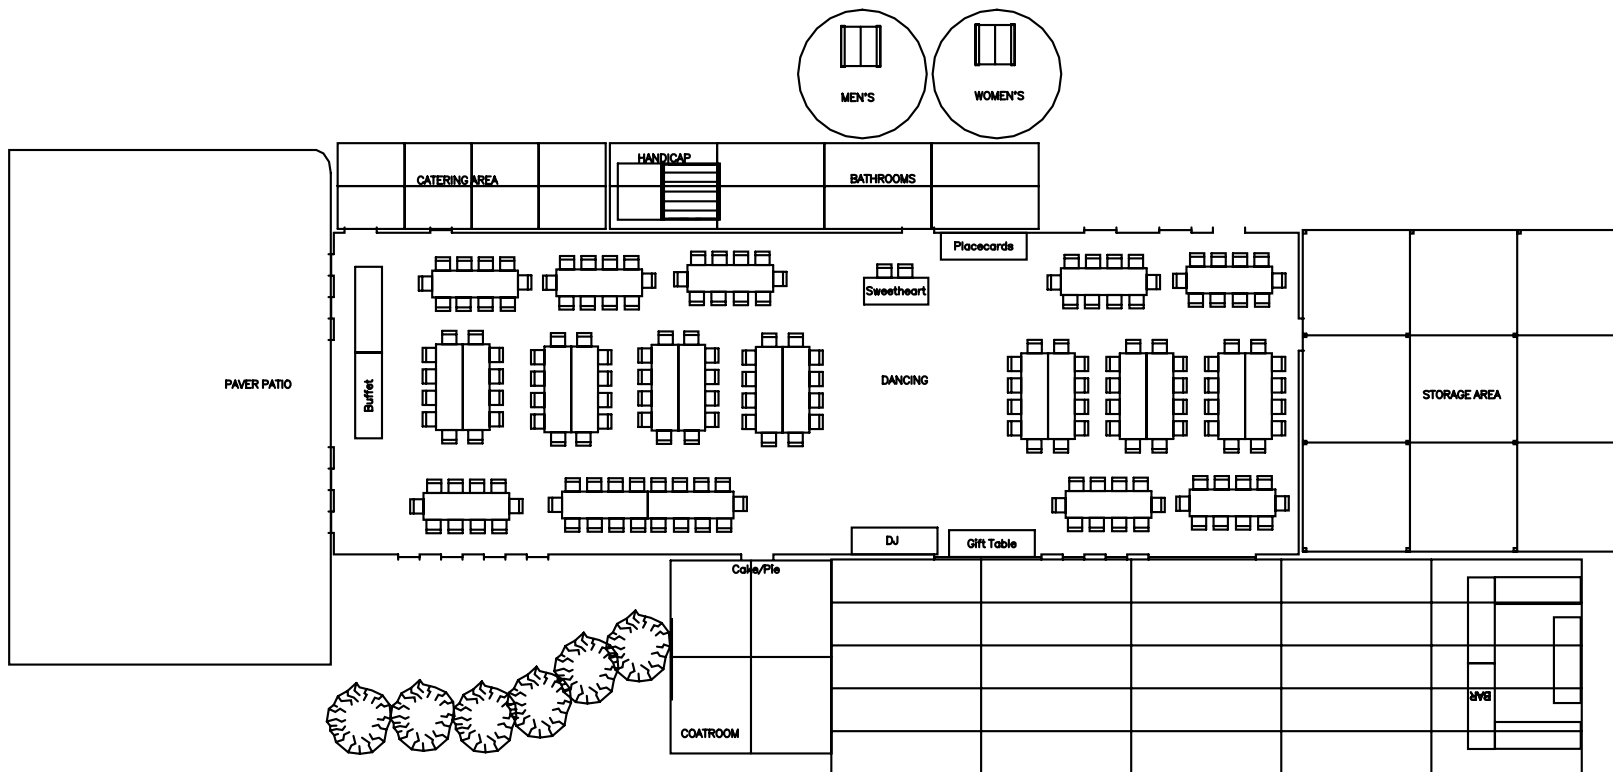 MEN'S
WOMEN'S
HANDICAP
CATERING AREA
BATHROOMS
Placecards
Sweetheart
PAVER PATIO
Buffet
DANCING
STORAGE AREA
DJ
Gift Table
Cake/Pie
BAR
COATROOM